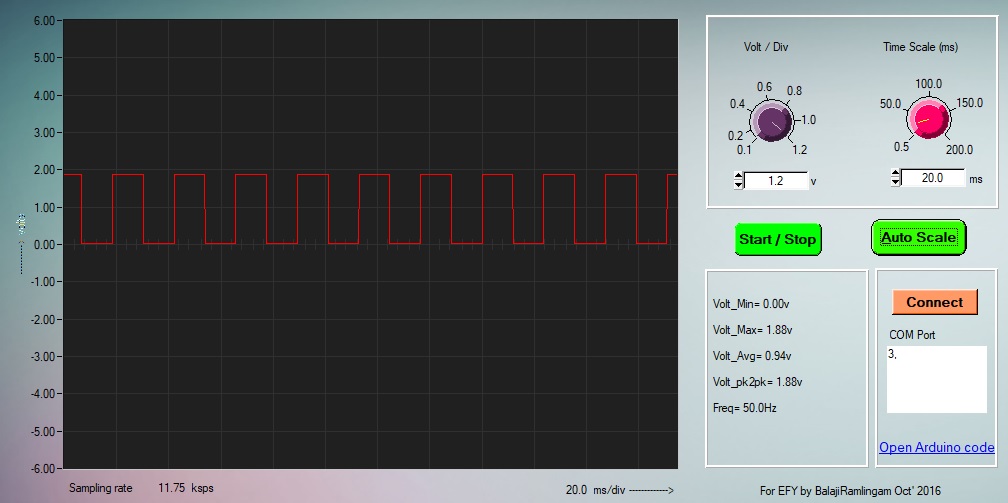 6.00
5.00
4.00
3.00
2.00
1.00
0.00
-1.00
-2.00
-3.00
-4.00
-5.00
-6.00
Sampling rate 11.75 ksps
20.0 ms/div ------------>
Volt / Div
0.1
0.2
0.4
0.6
0.8
1.0
1.2
1.2 v
Time Scale (ms)
0.5
50.0
100.0
150.0
200.0
20.0 ms
Start / Stop
Auto Scale
Volt_Min= 0.00v
Volt_Max= 1.88v
Volt_Avg= 0.94v
Volt_pk2pk= 1.88v
Freq= 50.0Hz
Connect
COM Port
3,
Open Arduino code
For EFY by BalajiRamlingam Oct' 2016